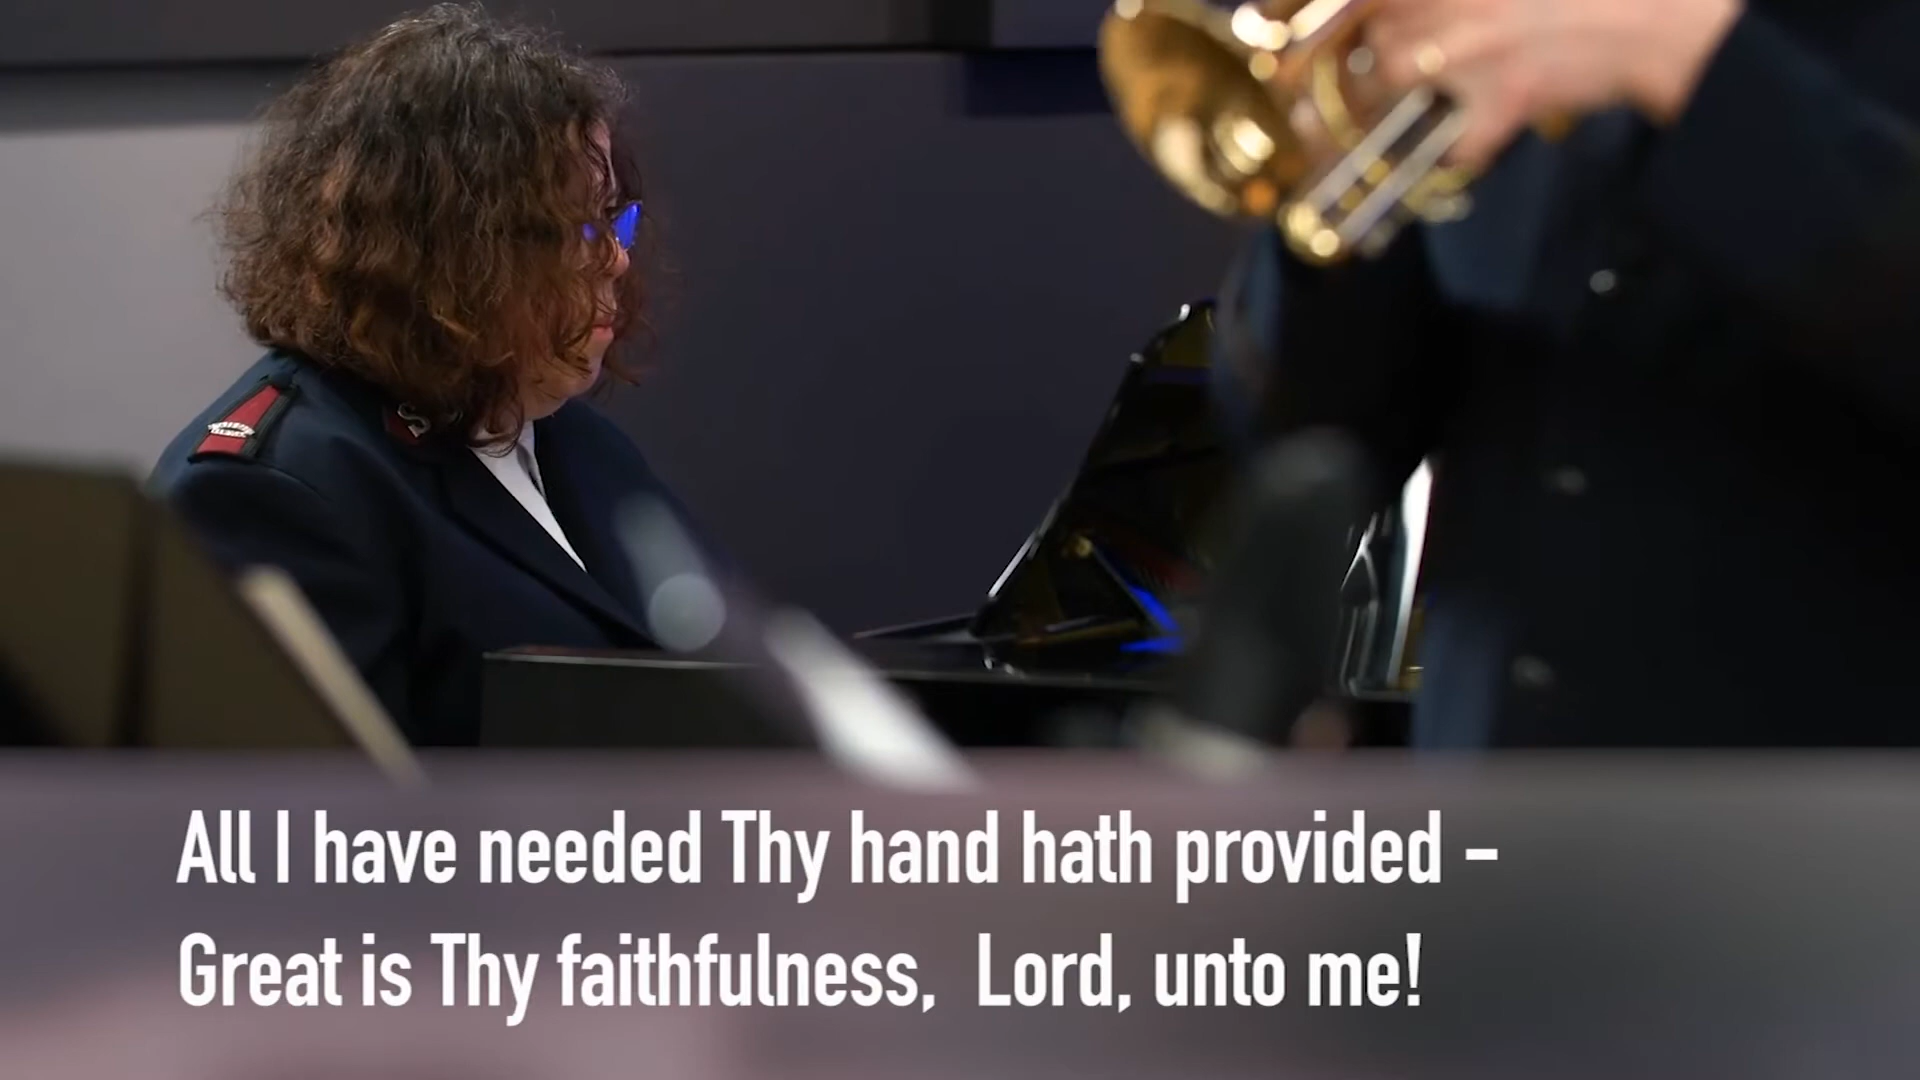 All I have needed Thy hand hath provided –
Great is Thy faithfulness,  Lord, unto me!
S